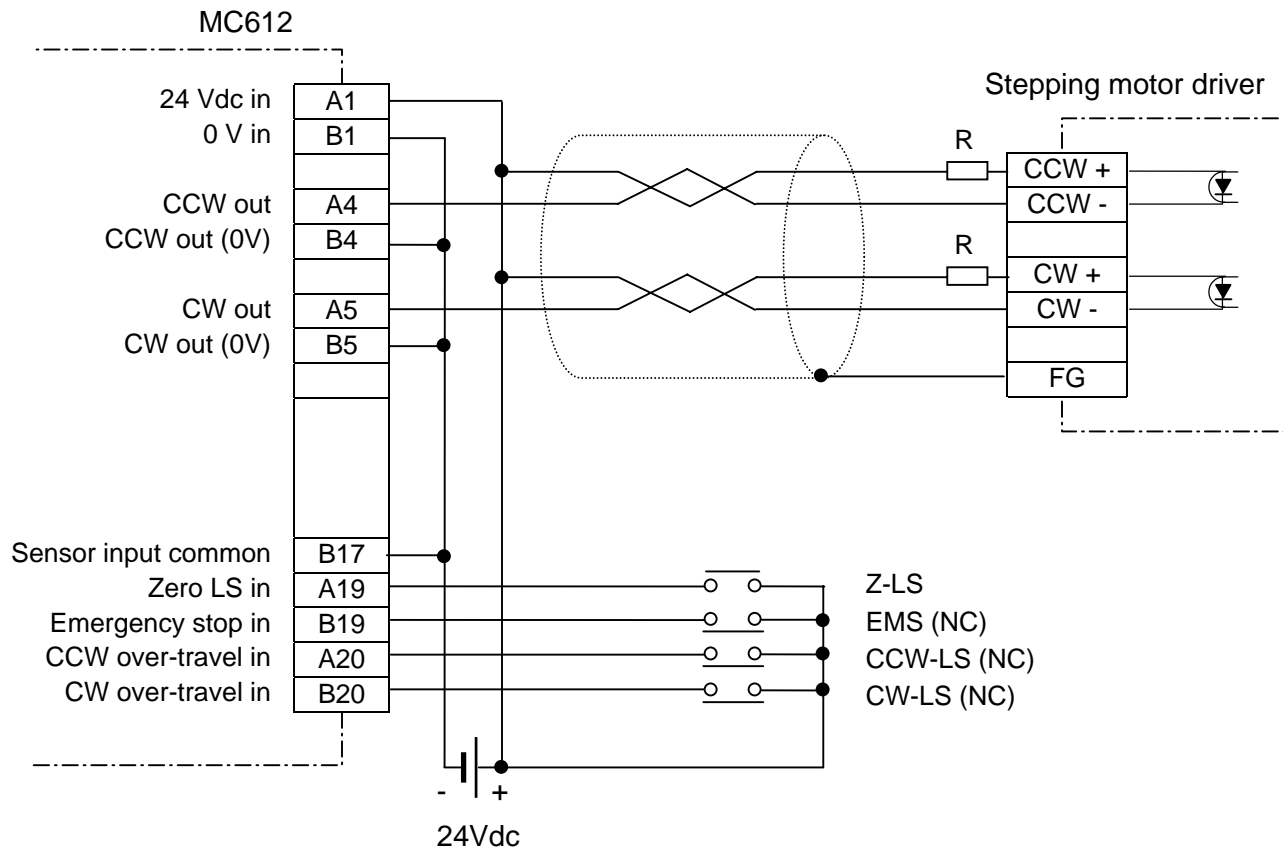 MC612
Stepping motor driver
24 Vdc in A1
0 V in B1
CCW out A4
CCW out (0V) B4
CW out A5
CW out (0V) B5
R
CCW +
CCW -
R
CW +
CW -
FG
Sensor input common B17
Zero LS in A19
Emergency stop in B19
CCW over-travel in A20
CW over-travel in B20
Z-LS
EMS (NC)
CCW-LS (NC)
CW-LS (NC)
- +
24Vdc